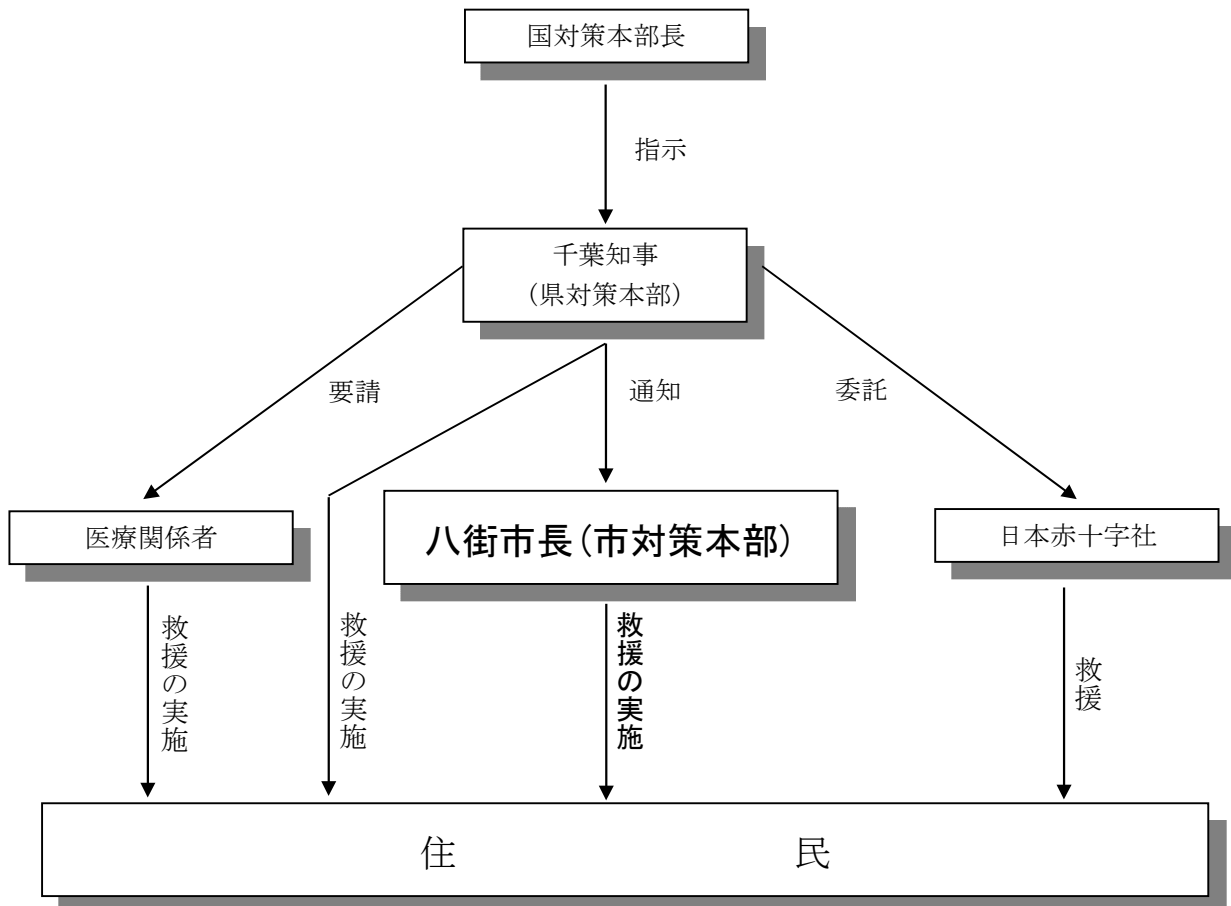 国対策本部長
指示
千葉知事
（県対策本部）
要請
通知
委託
医療関係者
八街市長（市対策本部）
日本赤十字社
救援の実施
救援の実施
救援の実施
救援
住民